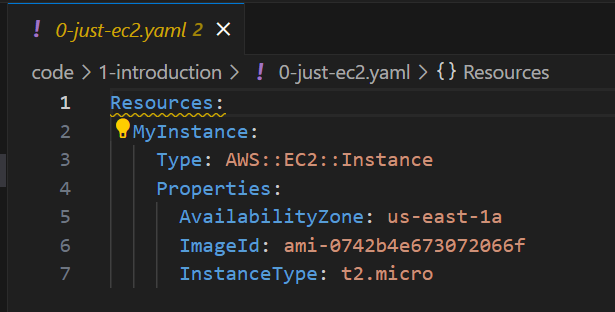 ! 0-just-ec2.yaml 2 ×
code > 1-introduction > ! 0-just-ec2.yaml > {} Resources
1 Resources:
2 MyInstance:
3 Type: AWS::EC2::Instance
4 Properties:
5 AvailabilityZone: us-east-1a
6 ImageId: ami-0742b4e673072066f
7 InstanceType: t2.micro